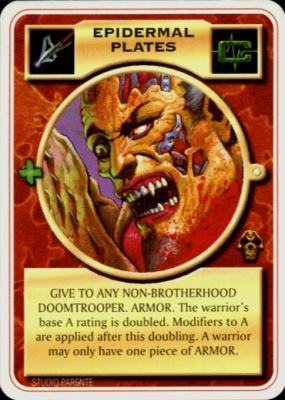 EPIDERMAL
PLATES
GIVE TO ANY NON-BROTHERHOOD
DOOMTROOPER. ARMOR. The warrior's
base A rating is doubled. Modifiers to A
are applied after this doubling. A warrior
may only have one piece of ARMOR.
STUDIO PARENTE